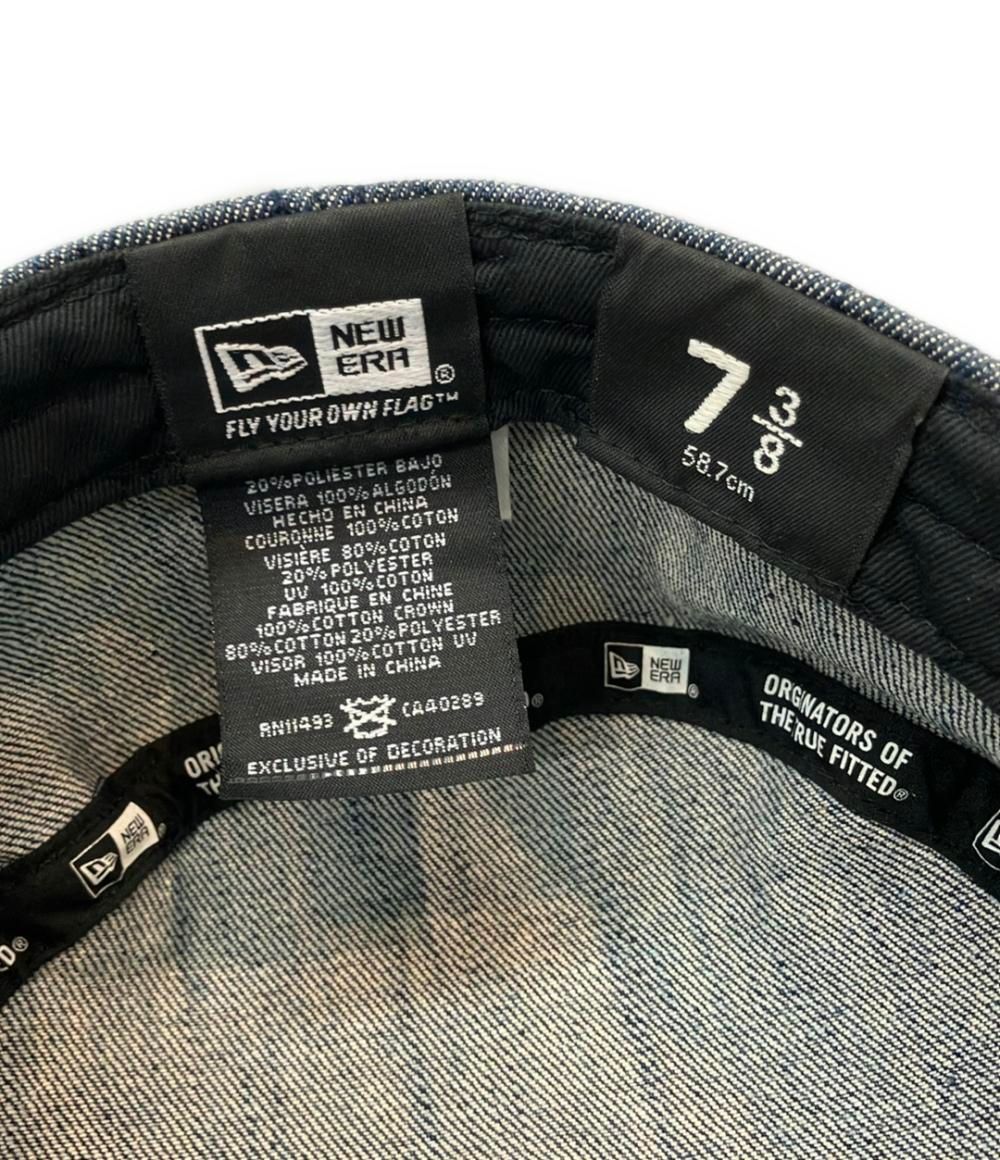 NEW
ERA
®
FLY YOUR OWN FLAG™
7 3/8
58.7cm
20%POLIESTER BAJO
VISERA 100%ALGODÓN
HECHO EN CHINA
COURONNE 100%COTON
VISIÈRE 80%COTON
20%POLYESTER
UV 100%COTON
FABRIQUE EN CHINE
100%COTTON CROWN
80%COTTON 20%POLYESTER
VISOR 100%COTTON UV
MADE IN CHINA
RN11493 CA40289
EXCLUSIVE OF DECORATION
NEW
ERA
®
ORGINATORS OF
THE RUE FITTED®
NEW
ERA
D®